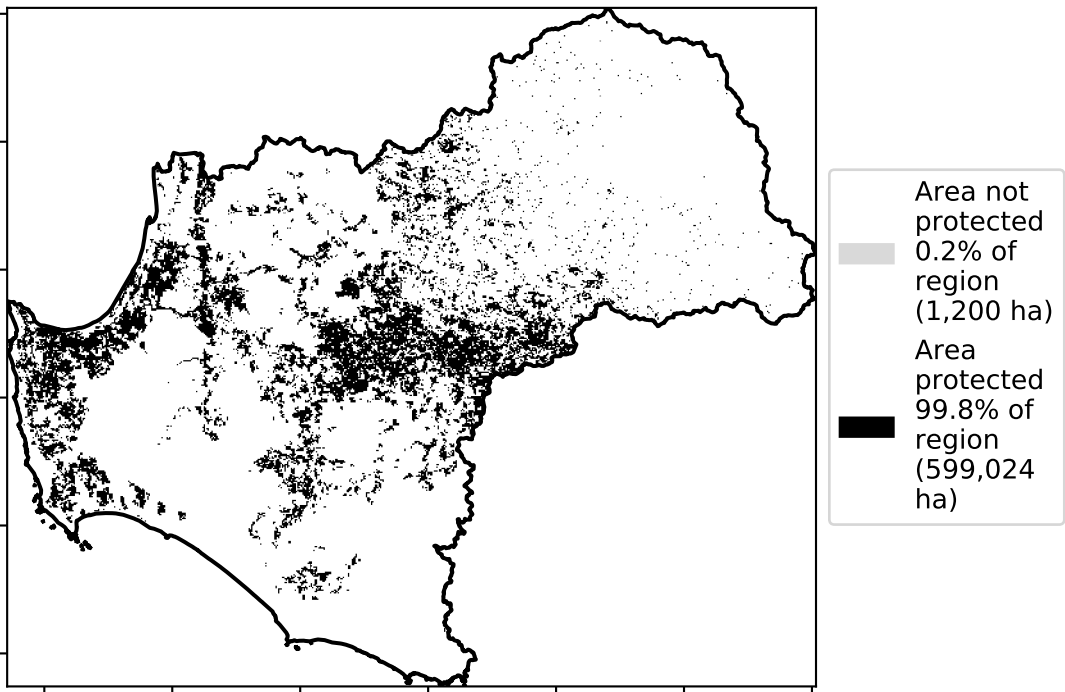 Area not
protected
0.2% of
region
(1,200 ha)
Area
protected
99.8% of
region
(599,024
ha)